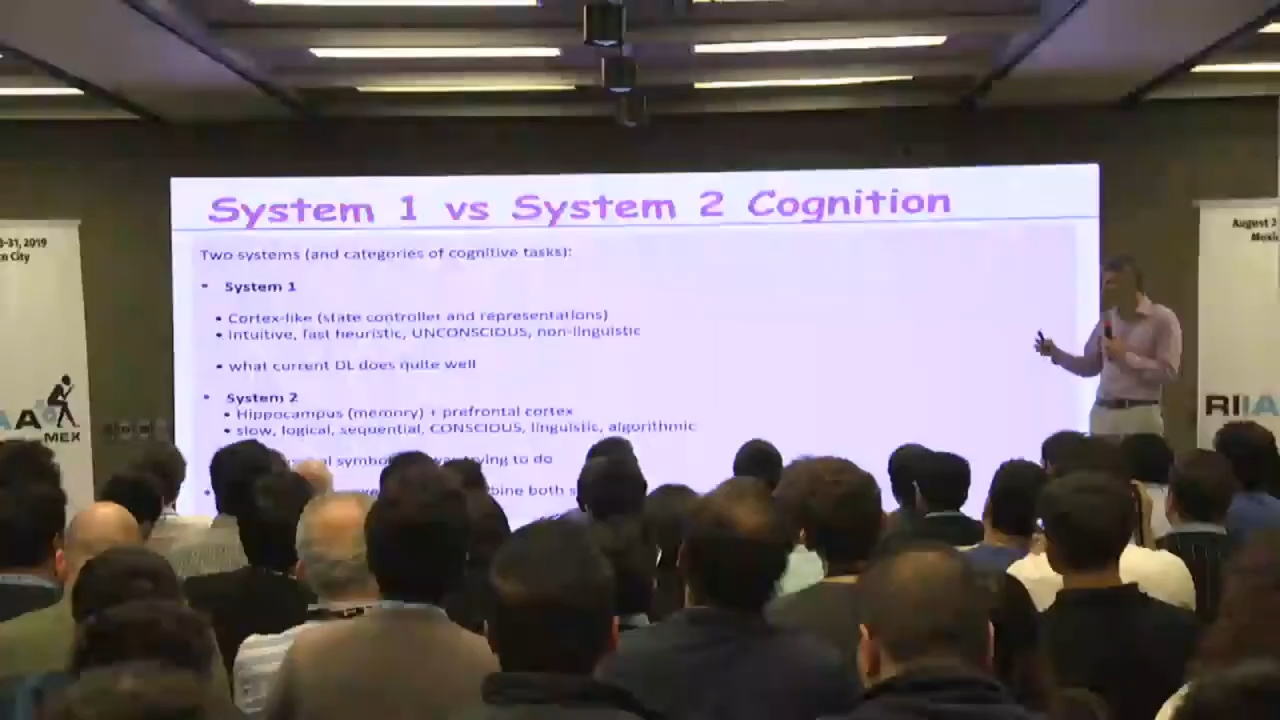 System 1 vs System 2 Cognition
Two systems (and categories of cognitive tasks):
• System 1
• Cortex-like (state controller and representations)
• intuitive, fast heuristic, UNCONSCIOUS, non-linguistic
• what current DL does quite well
• System 2
• Hippocampus (memory) + prefrontal cortex
• slow, logical, sequential, CONSCIOUS, linguistic, algorithmic
symbo trying to do
both
-31, 2019
City
A
MEX
August 2
RIIA